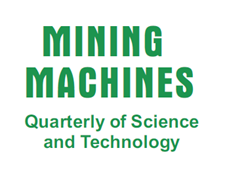 MINING
MACHINES
Quarterly of Science
and Technology